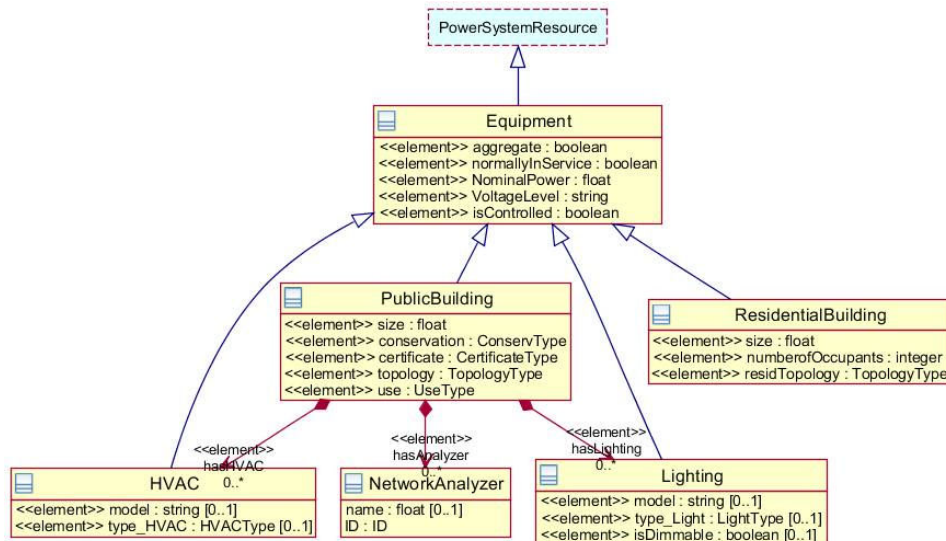 PowerSystemResource
Equipment
<<element>> aggregate : boolean
<<element>> normallyInService : boolean
<<element>> NominalPower : float
<<element>> VoltageLevel : string
<<element>> isControlled : boolean
PublicBuilding
<<element>> size : float
<<element>> conservation : ConservType
<<element>> certificate : CertificateType
<<element>> topology : TopologyType
<<element>> use : UseType
ResidentialBuilding
<<element>> size : float
<<element>> numberofOccupants : integer
<<element>> residTopology : TopologyType
<<element>>
hasHVAC
0..*
<<element>>
hasAnalyzer
0..*
<<element>>
hasLighting
0..*
HVAC
<<element>> model : string [0..1]
<<element>> type_HVAC : HVACType [0..1]
NetworkAnalyzer
name : float [0..1]
ID : ID
Lighting
<<element>> model : string [0..1]
<<element>> type_Light : LightType [0..1]
<<element>> isDimmable : boolean [0..1]